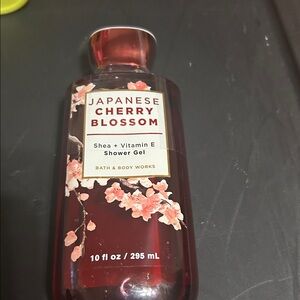 JAPANESE
CHERRY
BLOSSOM
Shea + Vitamin E
Shower Gel
BATH & BODY WORKS
10 fl oz / 295 mL